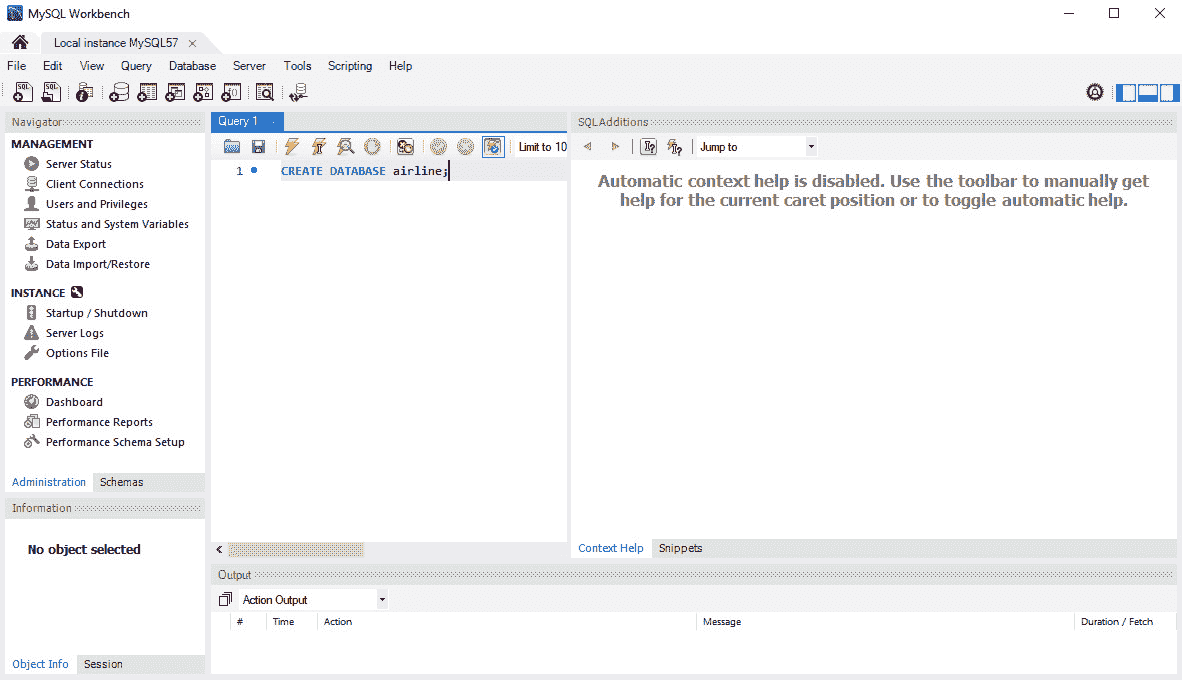 MySQL Workbench
Local instance MySQL57
File Edit View Query Database Server Tools Scripting Help
Navigator
MANAGEMENT
Server Status
Client Connections
Users and Privileges
Status and System Variables
Data Export
Data Import/Restore
INSTANCE
Startup / Shutdown
Server Logs
Options File
PERFORMANCE
Dashboard
Performance Reports
Performance Schema Setup
Administration Schemas
Information
No object selected
Object Info Session
Query 1
Limit to 10
1 CREATE DATABASE airline;
SQLAdditions
Jump to
Automatic context help is disabled. Use the toolbar to manually get
help for the current caret position or to toggle automatic help.
Context Help Snippets
Output
Action Output
# Time Action Message Duration / Fetch